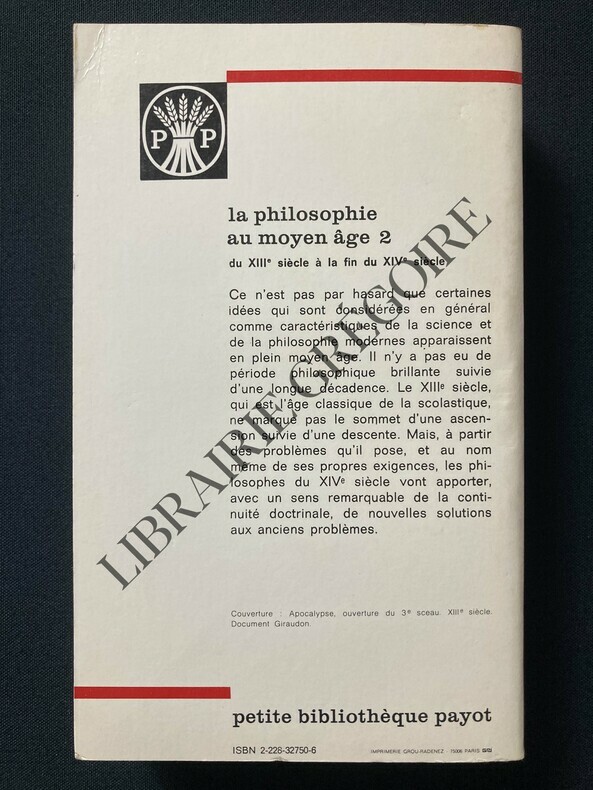 P P
la philosophie
au moyen âge 2
du XIIIe siècle à la fin du XIVe siècle
Ce n'est pas par hasard que certaines
idées qui sont considérées en général
comme caractéristiques de la science et
de la philosophie modernes apparaissent
en plein moyen âge. Il n'y a pas eu de
période philosophique brillante suivie
d'une longue décadence. Le XIIIe siècle,
qui est l'âge classique de la scolastique,
ne marque pas le sommet d'une ascen-
sion suivie d'une descente. Mais, à partir
des problèmes qu'il pose, et au nom
même de ses propres exigences, les phi-
losophes du XIVe siècle vont apporter,
avec un sens remarquable de la conti-
nuité doctrinale, de nouvelles solutions
aux anciens problèmes.
LIBRAIRIE GRÉGOIRE
Couverture : Apocalypse, ouverture du 3e sceau. XIIIe siècle.
Document Giraudon.
petite bibliothèque payot
ISBN 2-228-32750-6
IMPRIMERIE GROU-RADENEZ - 75006 PARIS